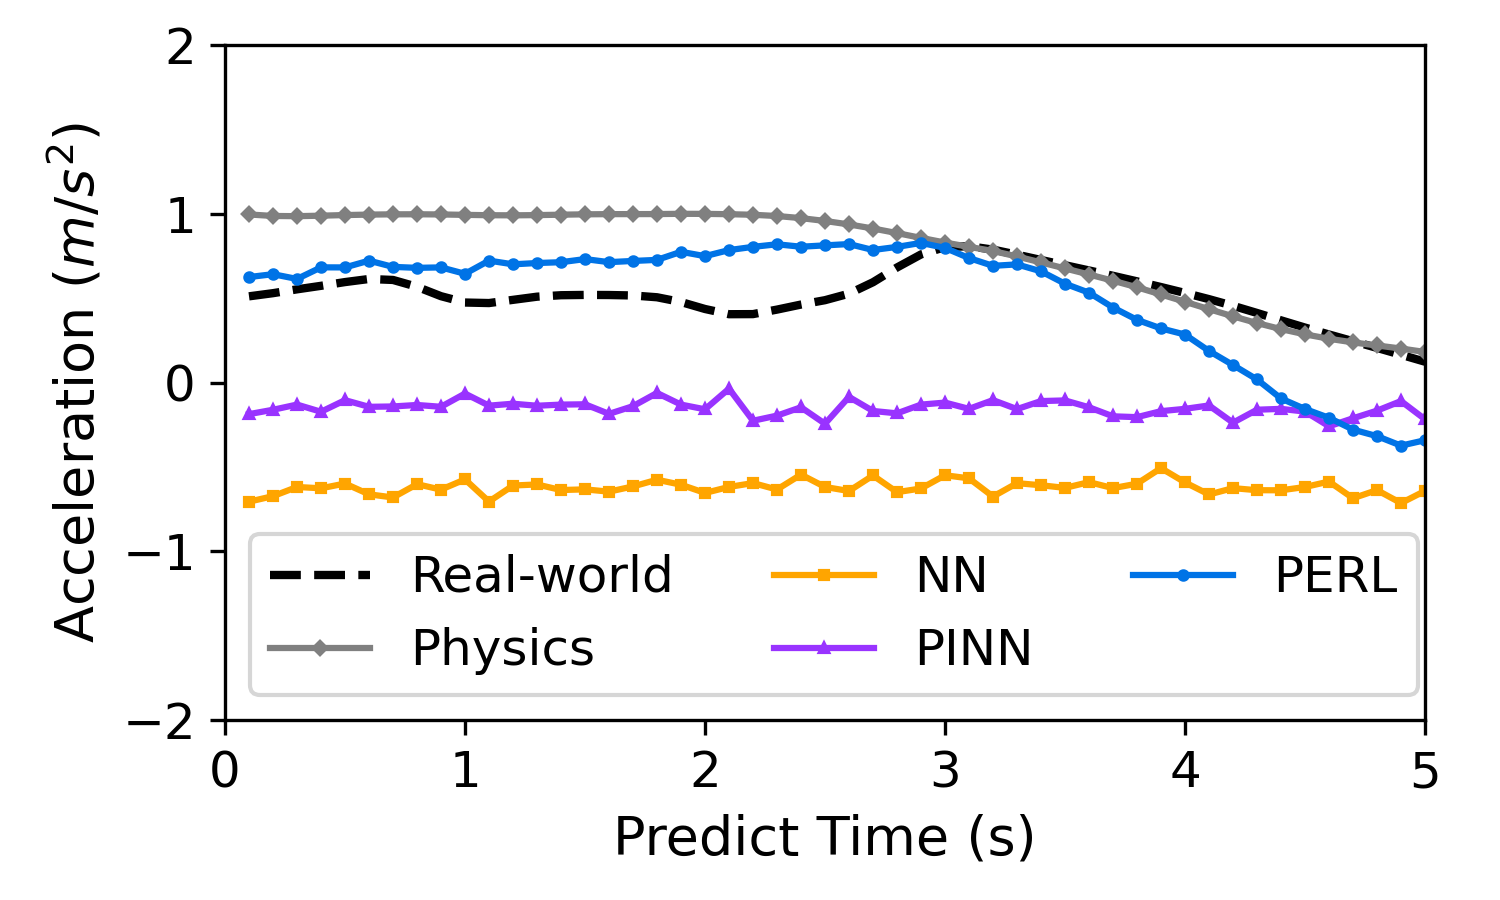 2
1
0
−1
−2
Acceleration (m/s²)
Real-world
Physics
NN
PINN
PERL
0 1 2 3 4 5
Predict Time (s)